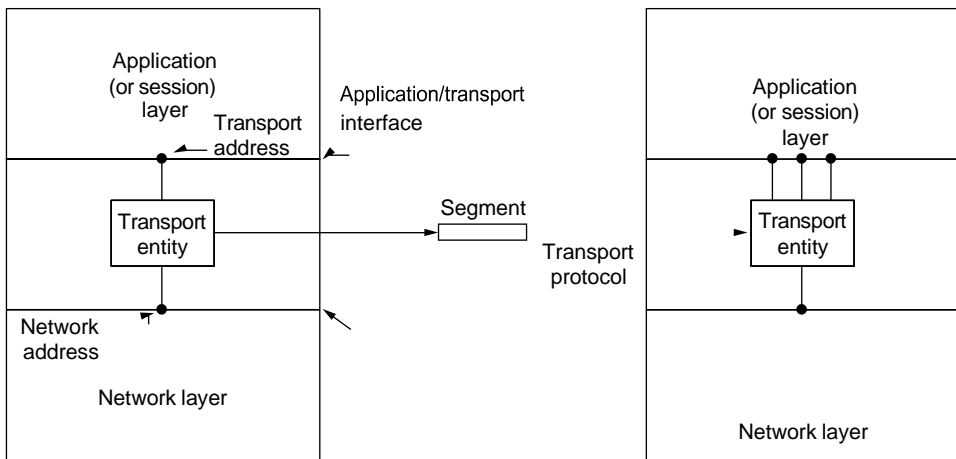 Application
(or session)
layer
Transport
address
Application/transport
interface
Transport
entity
Network
address
Network layer
Segment
Transport
protocol
Application
(or session)
layer
Transport
entity
Network layer